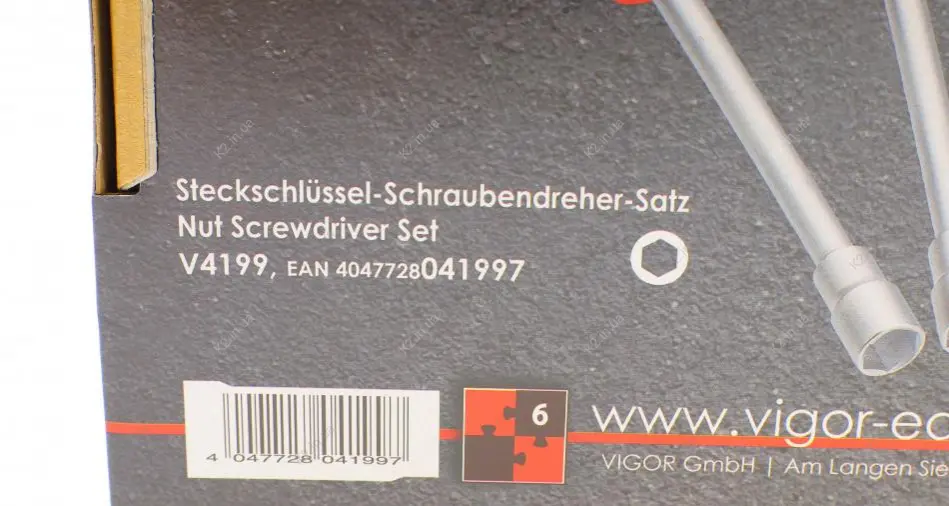 Steckschlüssel-Schraubendreher-Satz
Nut Screwdriver Set
V4199, EAN 4047728041997
4 047728 041997
6
www.vigor-
VIGOR GmbH | Am Langen